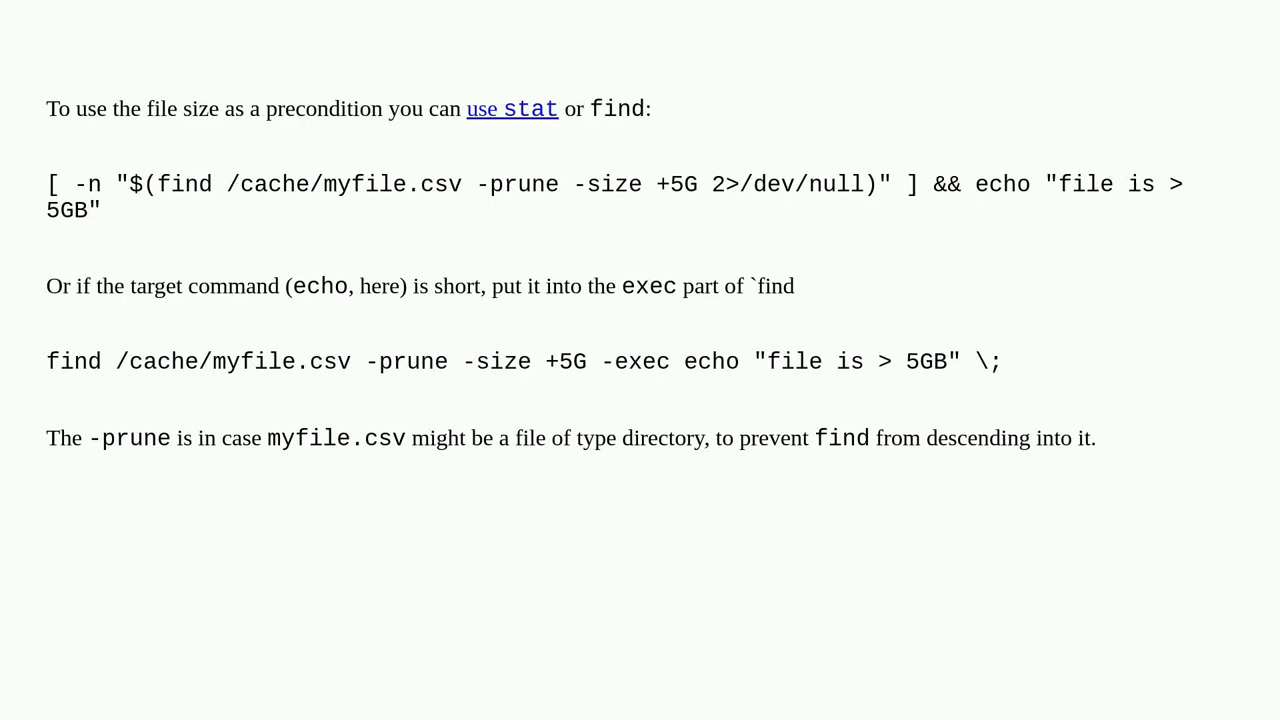 To use the file size as a precondition you can use stat or find:
[ -n "$(find /cache/myfile.csv -prune -size +5G 2>/dev/null)" ] && echo "file is >
5GB"
Or if the target command (echo, here) is short, put it into the exec part of `find
find /cache/myfile.csv -prune -size +5G -exec echo "file is > 5GB" \;
The -prune is in case myfile.csv might be a file of type directory, to prevent find from descending into it.